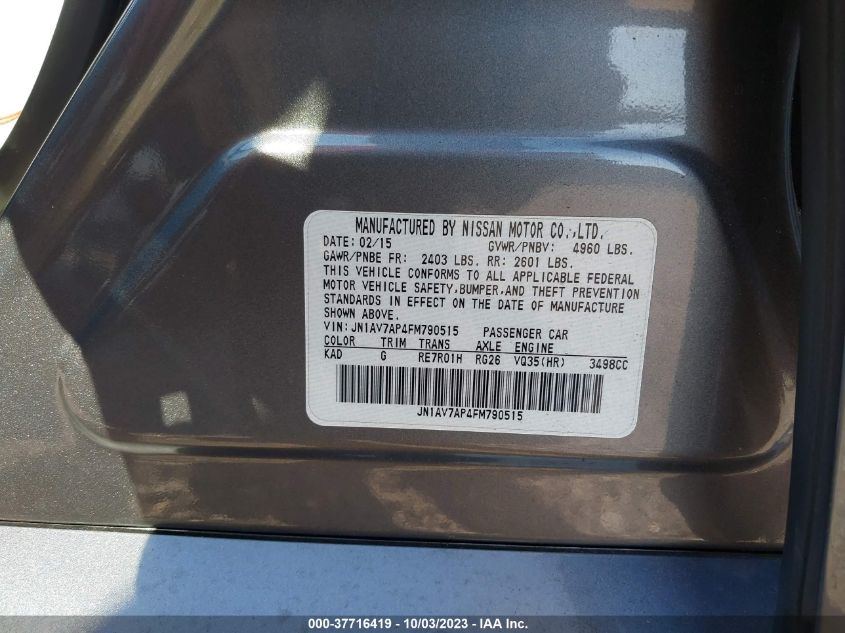 MANUFACTURED BY NISSAN MOTOR CO.,LTD.
DATE: 02/15 GVWR/PNBV: 4960 LBS.
GAWR/PNBE FR: 2403 LBS. RR: 2601 LBS.
THIS VEHICLE CONFORMS TO ALL APPLICABLE FEDERAL
MOTOR VEHICLE SAFETY,BUMPER,AND THEFT PREVENTION
STANDARDS IN EFFECT ON THE DATE OF MANUFACTURE
SHOWN ABOVE.
VIN: JN1AV7AP4FM790515 PASSENGER CAR
COLOR TRIM TRANS AXLE ENGINE
KAD G RE7R01H RG26 VQ35(HR) 3498CC
JN1AV7AP4FM790515
000-37716419 - 10/03/2023 - IAA Inc.